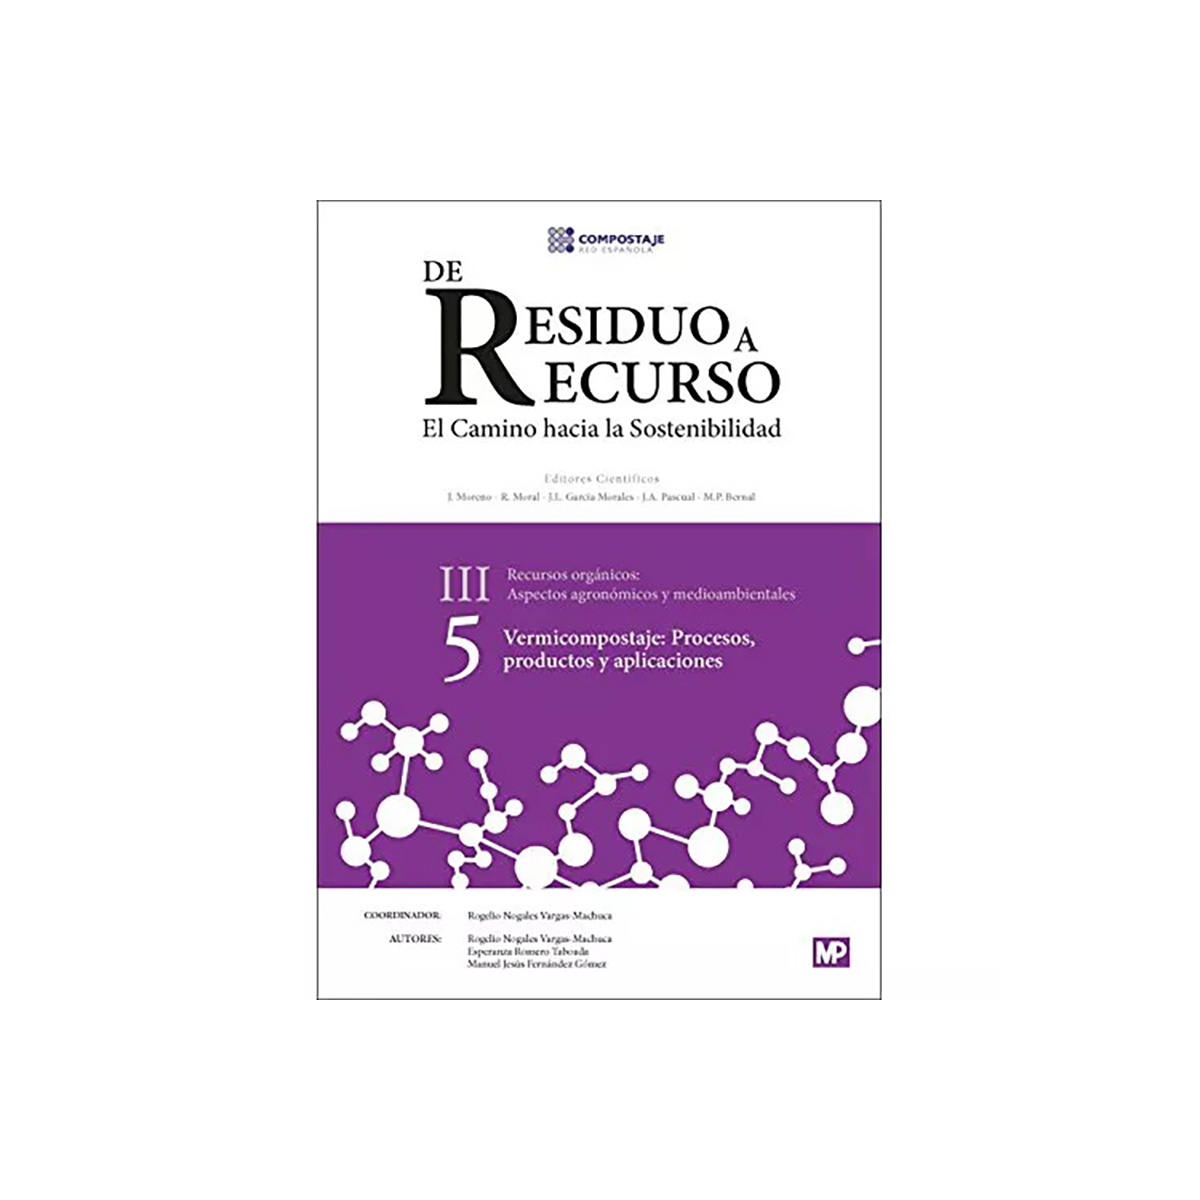 COMPOSTAJE
RED ESPAÑOLA
DE
RESIDUO A
RECURSO
El Camino hacia la Sostenibilidad
Editores Científicos
J. Moreno - R. Moral - J.L. García Morales - J.A. Pascual - M.P. Bernal
III Recursos orgánicos:
Aspectos agronómicos y medioambientales
5 Vermicompostaje: Procesos,
productos y aplicaciones
COORDINADOR: Rogelio Nogales Vargas-Machuca
AUTORES: Rogelio Nogales Vargas-Machuca
Esperanza Romero Taboada
Manuel Jesús Fernández Gómez
MP